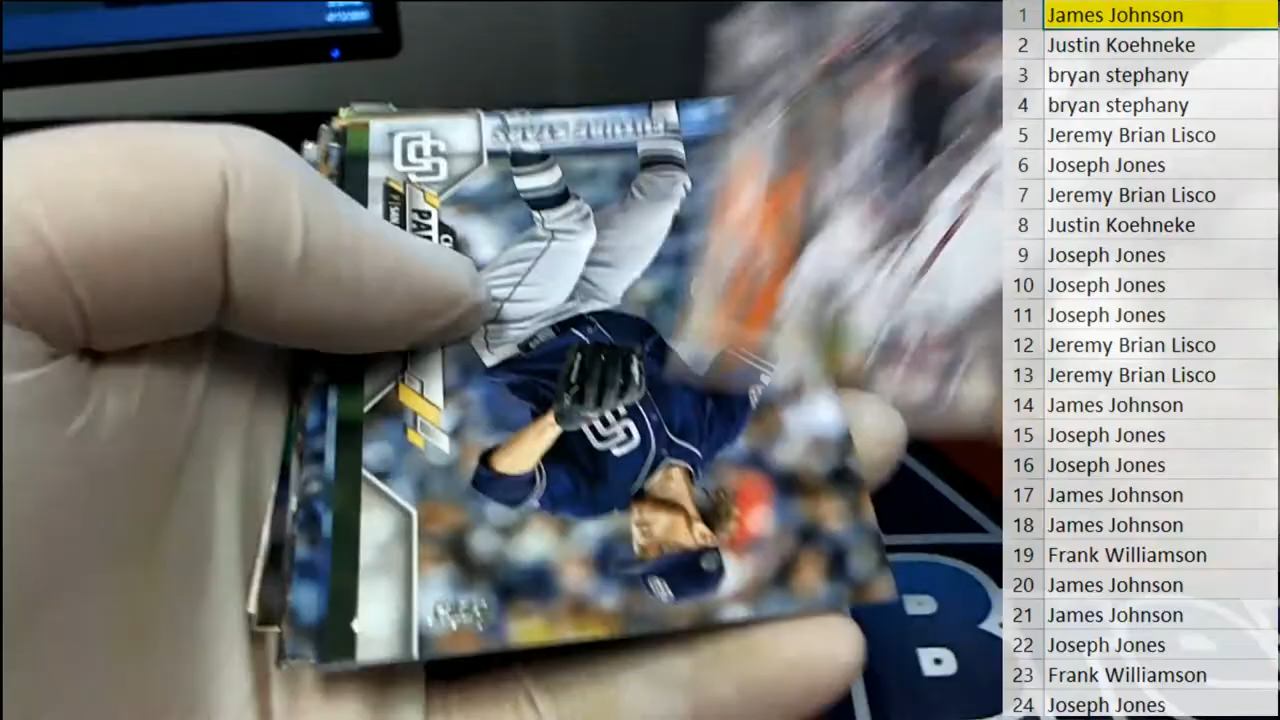 1 James Johnson
2 Justin Koehneke
3 bryan stephany
4 bryan stephany
5 Jeremy Brian Lisco
6 Joseph Jones
7 Jeremy Brian Lisco
8 Justin Koehneke
9 Joseph Jones
10 Joseph Jones
11 Joseph Jones
12 Jeremy Brian Lisco
13 Jeremy Brian Lisco
14 James Johnson
15 Joseph Jones
16 Joseph Jones
17 James Johnson
18 James Johnson
19 Frank Williamson
20 James Johnson
21 James Johnson
22 Joseph Jones
23 Frank Williamson
24 Joseph Jones
SD
P | SAN
SD
B